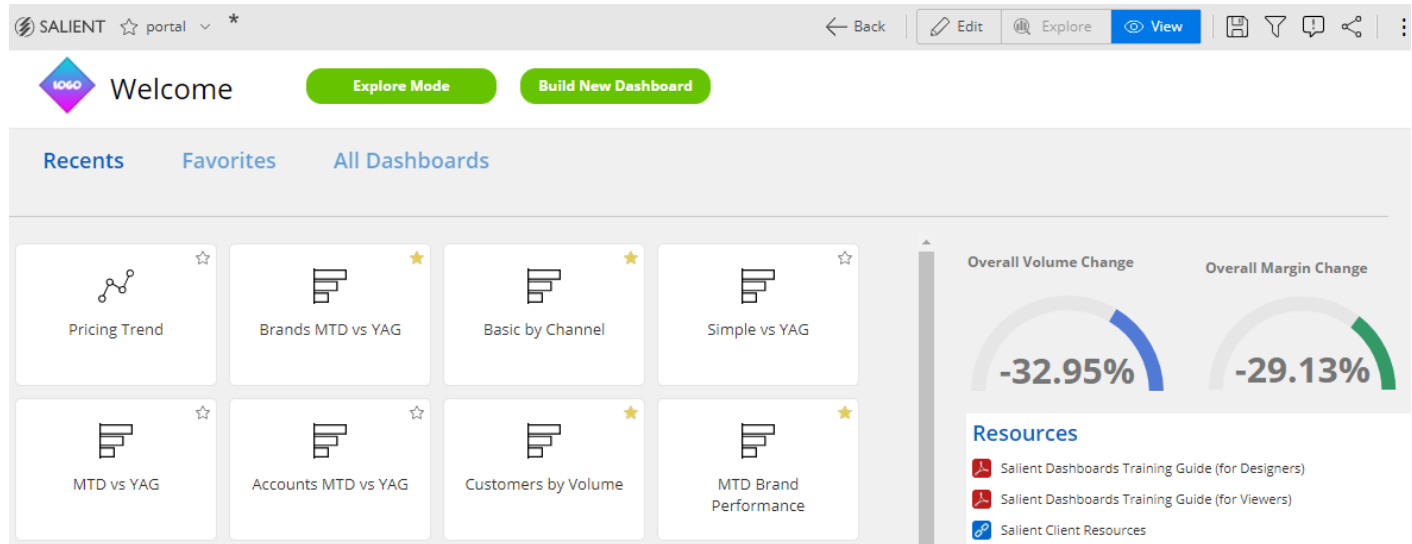 SALIENT portal *
Back Edit Explore View
LOGO
Welcome
Explore Mode
Build New Dashboard
Recents Favorites All Dashboards
Pricing Trend
Brands MTD vs YAG
Basic by Channel
Simple vs YAG
MTD vs YAG
Accounts MTD vs YAG
Customers by Volume
MTD Brand
Performance
Overall Volume Change
-32.95%
Overall Margin Change
-29.13%
Resources
Salient Dashboards Training Guide (for Designers)
Salient Dashboards Training Guide (for Viewers)
Salient Client Resources